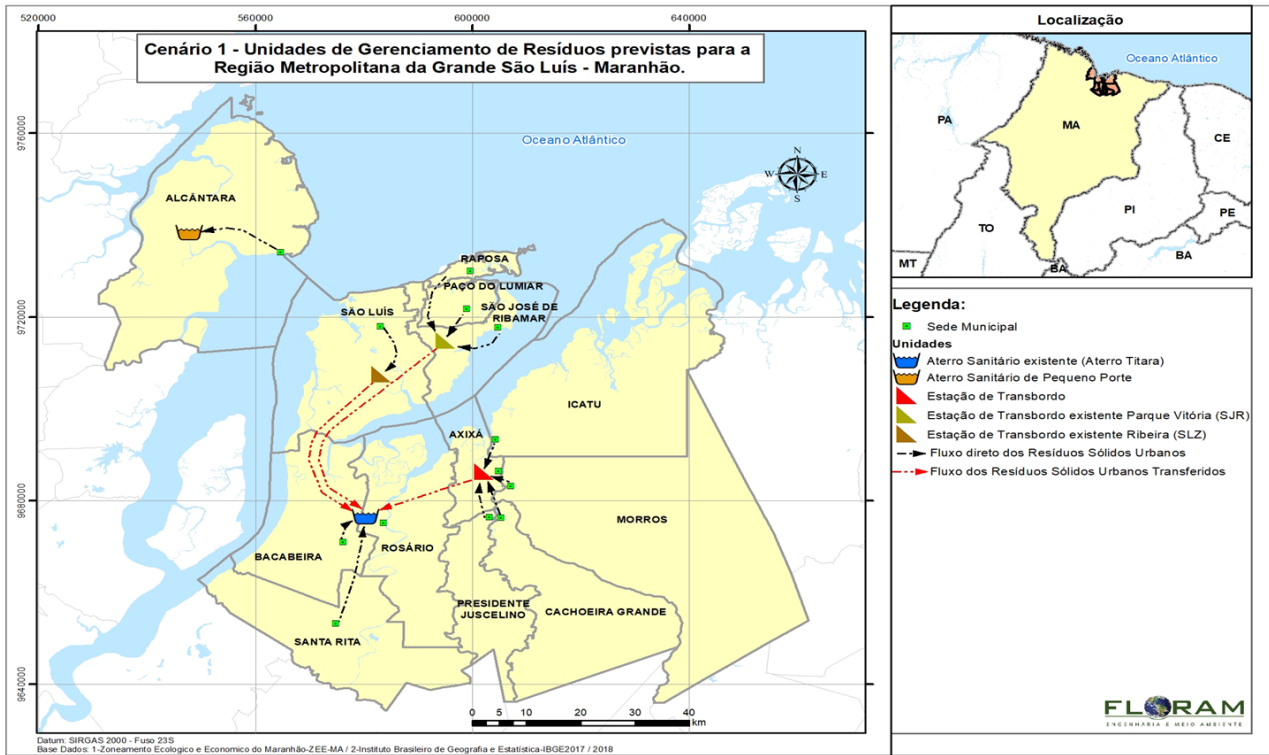 520000
560000
600000
640000
Cenário 1 - Unidades de Gerenciamento de Resíduos previstas para a
Região Metropolitana da Grande São Luís - Maranhão.
9760000
9720000
9680000
9640000
Oceano Atlântico
N
W
E
S
ALCÂNTARA
RAPOSA
PAÇO DO LUMIAR
SÃO LUÍS
SÃO JOSÉ DE
RIBAMAR
ICATU
AXIXÁ
MORROS
BACABEIRA
ROSÁRIO
PRESIDENTE
JUSCELINO
CACHOEIRA GRANDE
SANTA RITA
0 5 10 20 30 40
km
Datum: SIRGAS 2000 - Fuso 23S
Base Dados: 1-Zoneamento Ecologico e Economico do Maranhão-ZEE-MA / 2-Instituto Brasileiro de Geografia e Estatística-IBGE2017 / 2018
Localização
Oceano Atlântico
PA
MA
CE
PI
TO
PE
BA
BA
MT
Legenda:
Sede Municipal
Unidades
Aterro Sanitário existente (Aterro Titara)
Aterro Sanitário de Pequeno Porte
Estação de Transbordo
Estação de Transbordo existente Parque Vitória (SJR)
Estação de Transbordo existente Ribeira (SLZ)
Fluxo direto dos Resíduos Sólidos Urbanos
Fluxo dos Resíduos Sólidos Urbanos Transferidos
FLORAM
ENGENHARIA E MEIO AMBIENTE